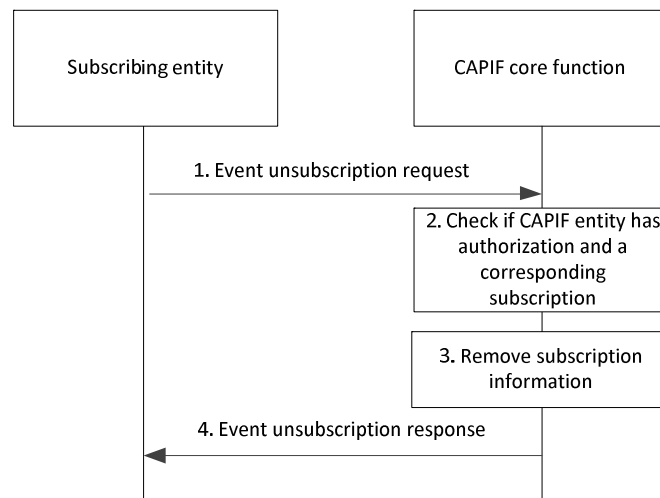 Subscribing entity
CAPIF core function
1. Event unsubscription request
2. Check if CAPIF entity has
authorization and a
corresponding
subscription
3. Remove subscription
information
4. Event unsubscription response